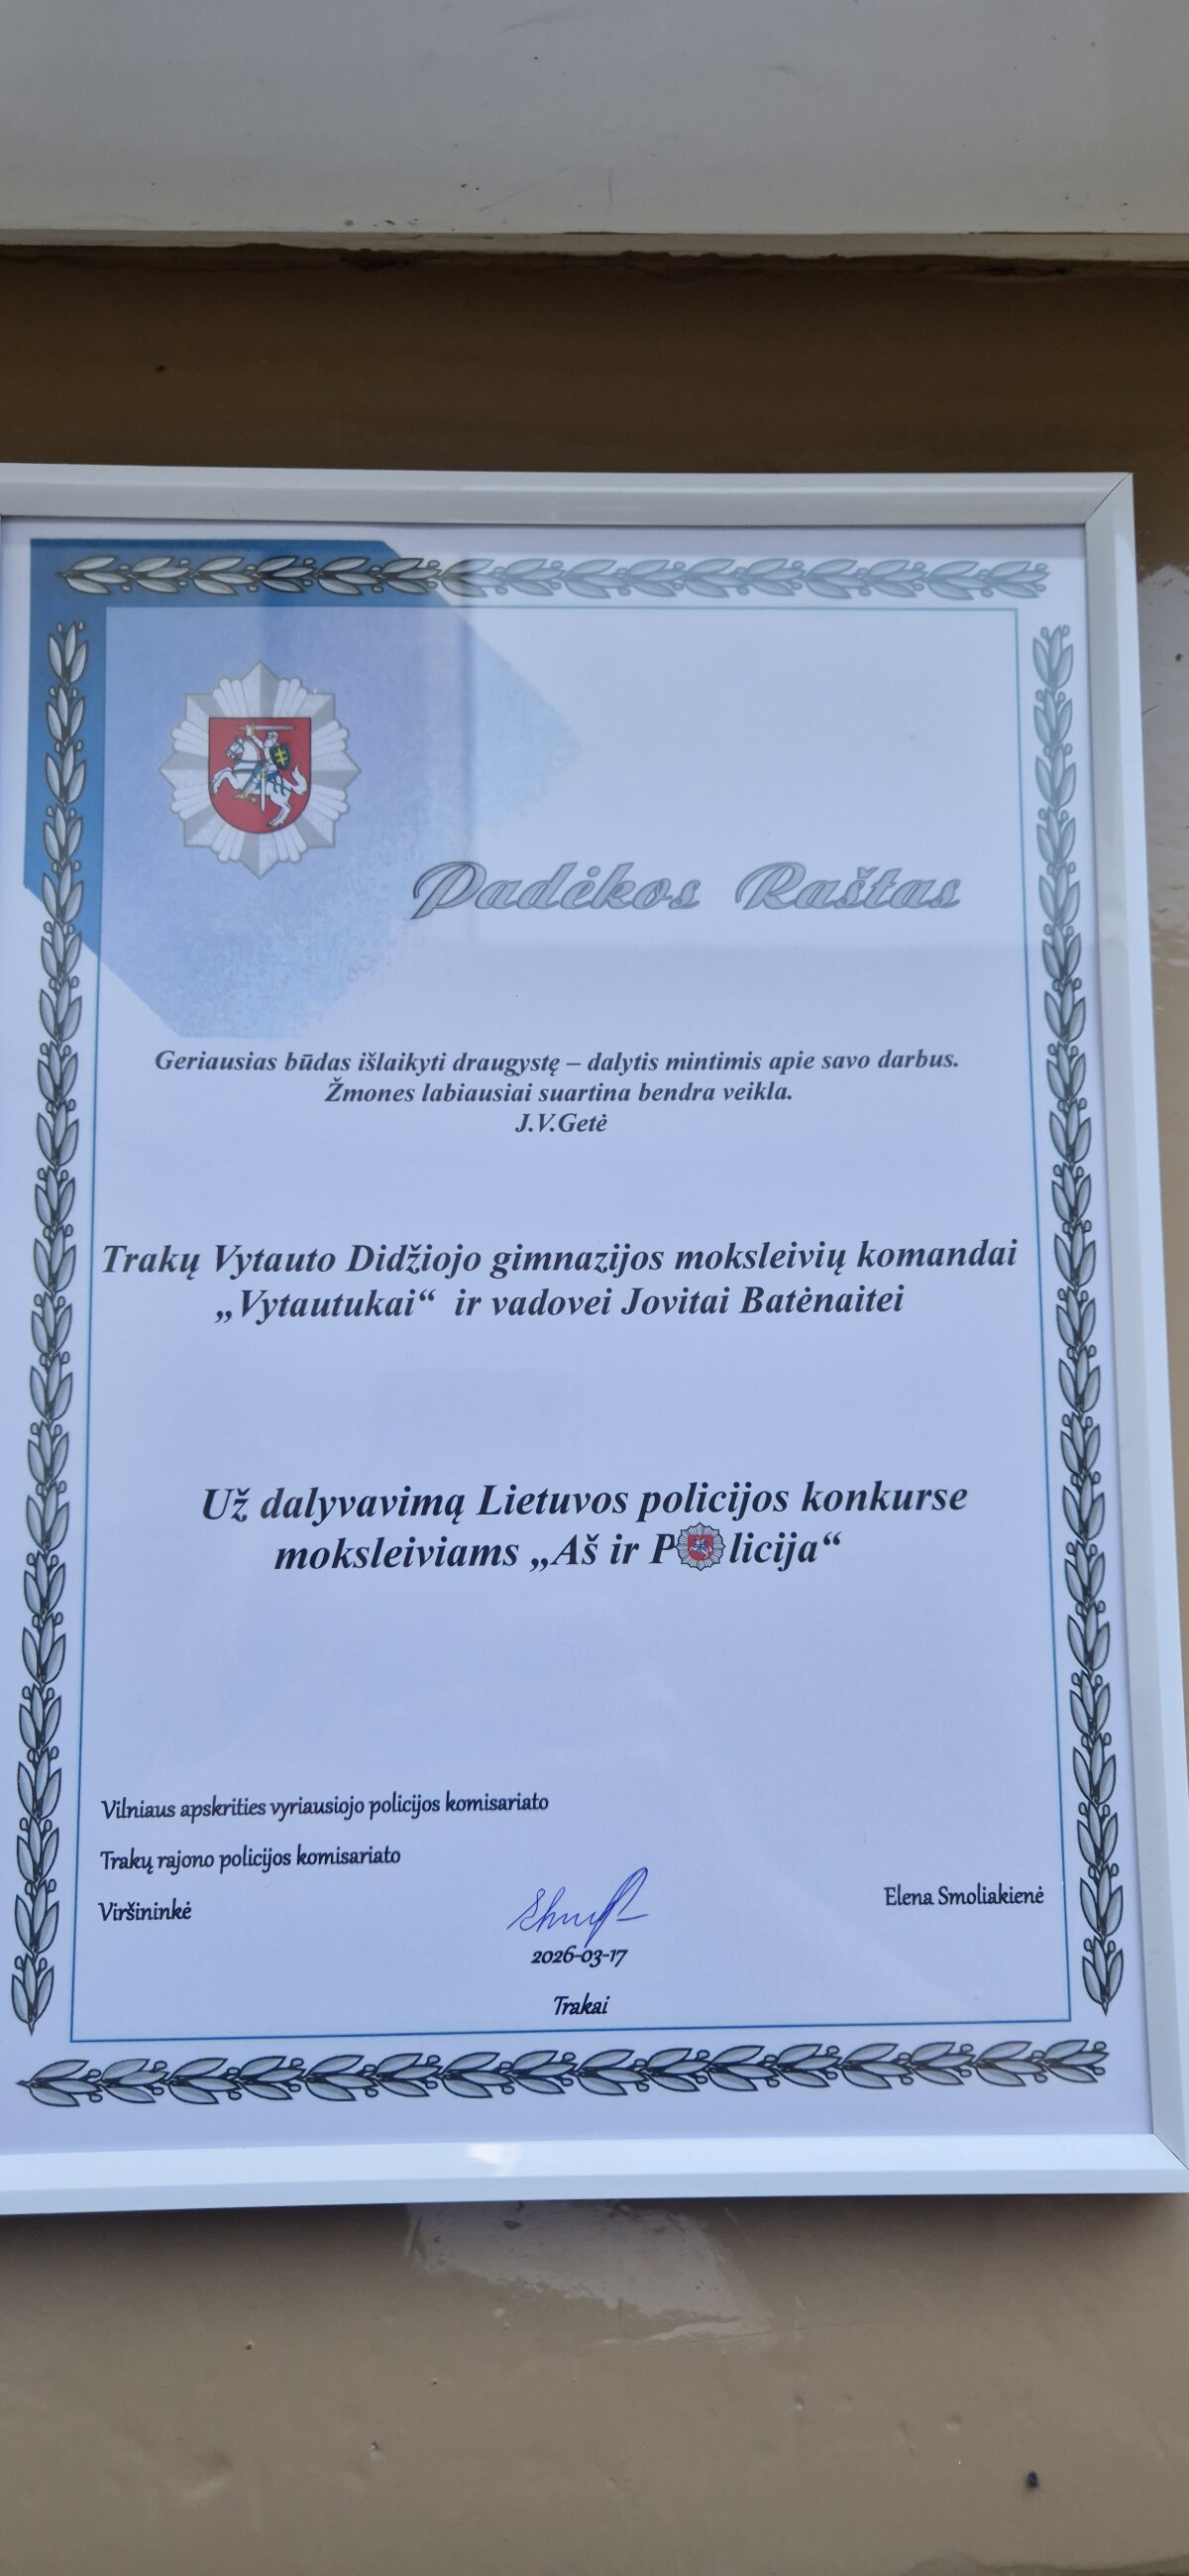 Padėkos Raštas
Geriausias būdas išlaikyti draugystę – dalytis mintimis apie savo darbus.
Žmones labiausiai suartina bendra veikla.
J.V.Getė
Trakų Vytauto Didžiojo gimnazijos moksleivių komandai
„Vytautukai“ ir vadovei Jovitai Batėnaitei
Už dalyvavimą Lietuvos policijos konkurse
moksleiviams „Aš ir P licija“
Vilniaus apskrities vyriausiojo policijos komisariato
Trakų rajono policijos komisariato
Viršininkė
Elena Smoliakienė
2026-03-17
Trakai